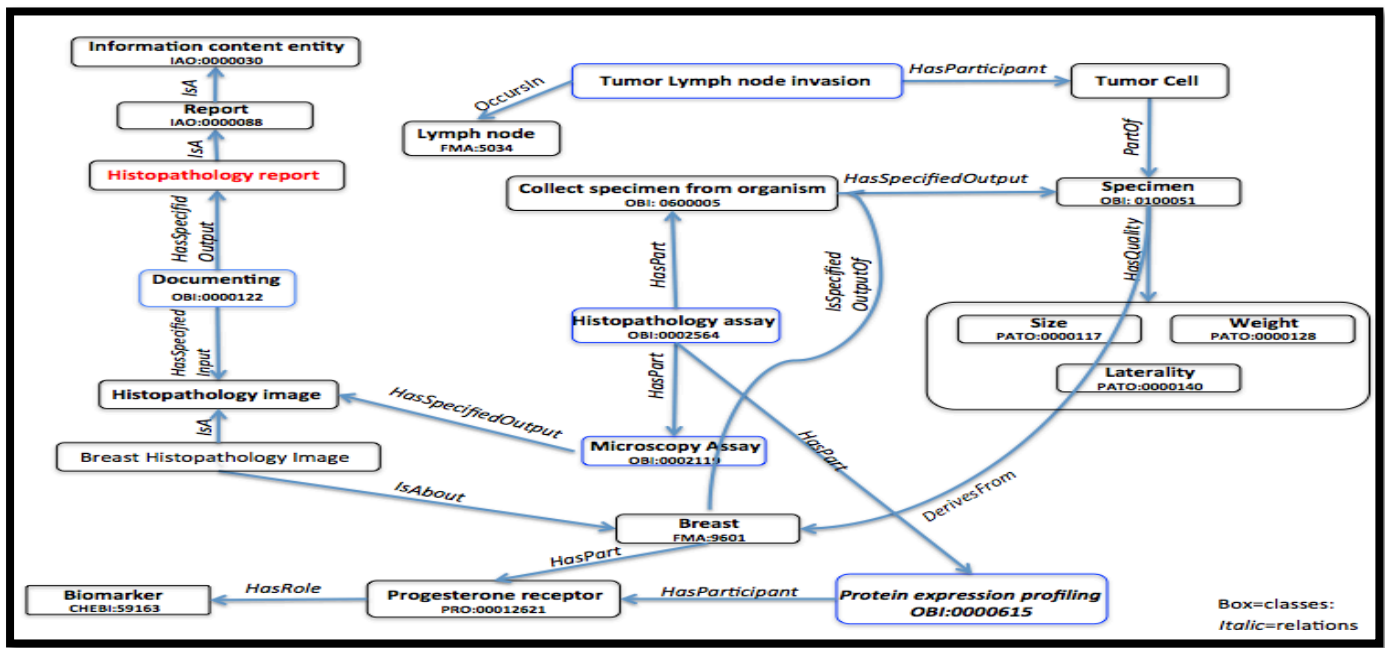 Information content entity
IAO:0000030
IsA
Report
IAO:0000088
IsA
Histopathology report
HasSpecifid
Output
Documenting
OBI:0000122
HasSpecified
Input
Histopathology image
IsA
Breast Histopathology Image
IsAbout
OccursIn
Tumor Lymph node invasion
HasParticipant
Tumor Cell
Lymph node
FMA:5034
PartOf
Collect specimen from organism
OBI: 0600005
HasSpecifiedOutput
Specimen
OBI: 0100051
HasPart
IsSpecified
OutputOf
HasQuality
Histopathology assay
OBI:0002564
Size
PATO:0000117
Weight
PATO:0000128
Laterality
PATO:0000140
HasPart
HasSpecifiedOutput
Microscopy Assay
OBI:0002119
HasPart
DerivesFrom
Breast
FMA:9601
HasPart
Biomarker
CHEBI:59163
HasRole
Progesterone receptor
PRO:00012621
HasParticipant
Protein expression profiling
OBI:0000615
Box=classes:
Italic=relations